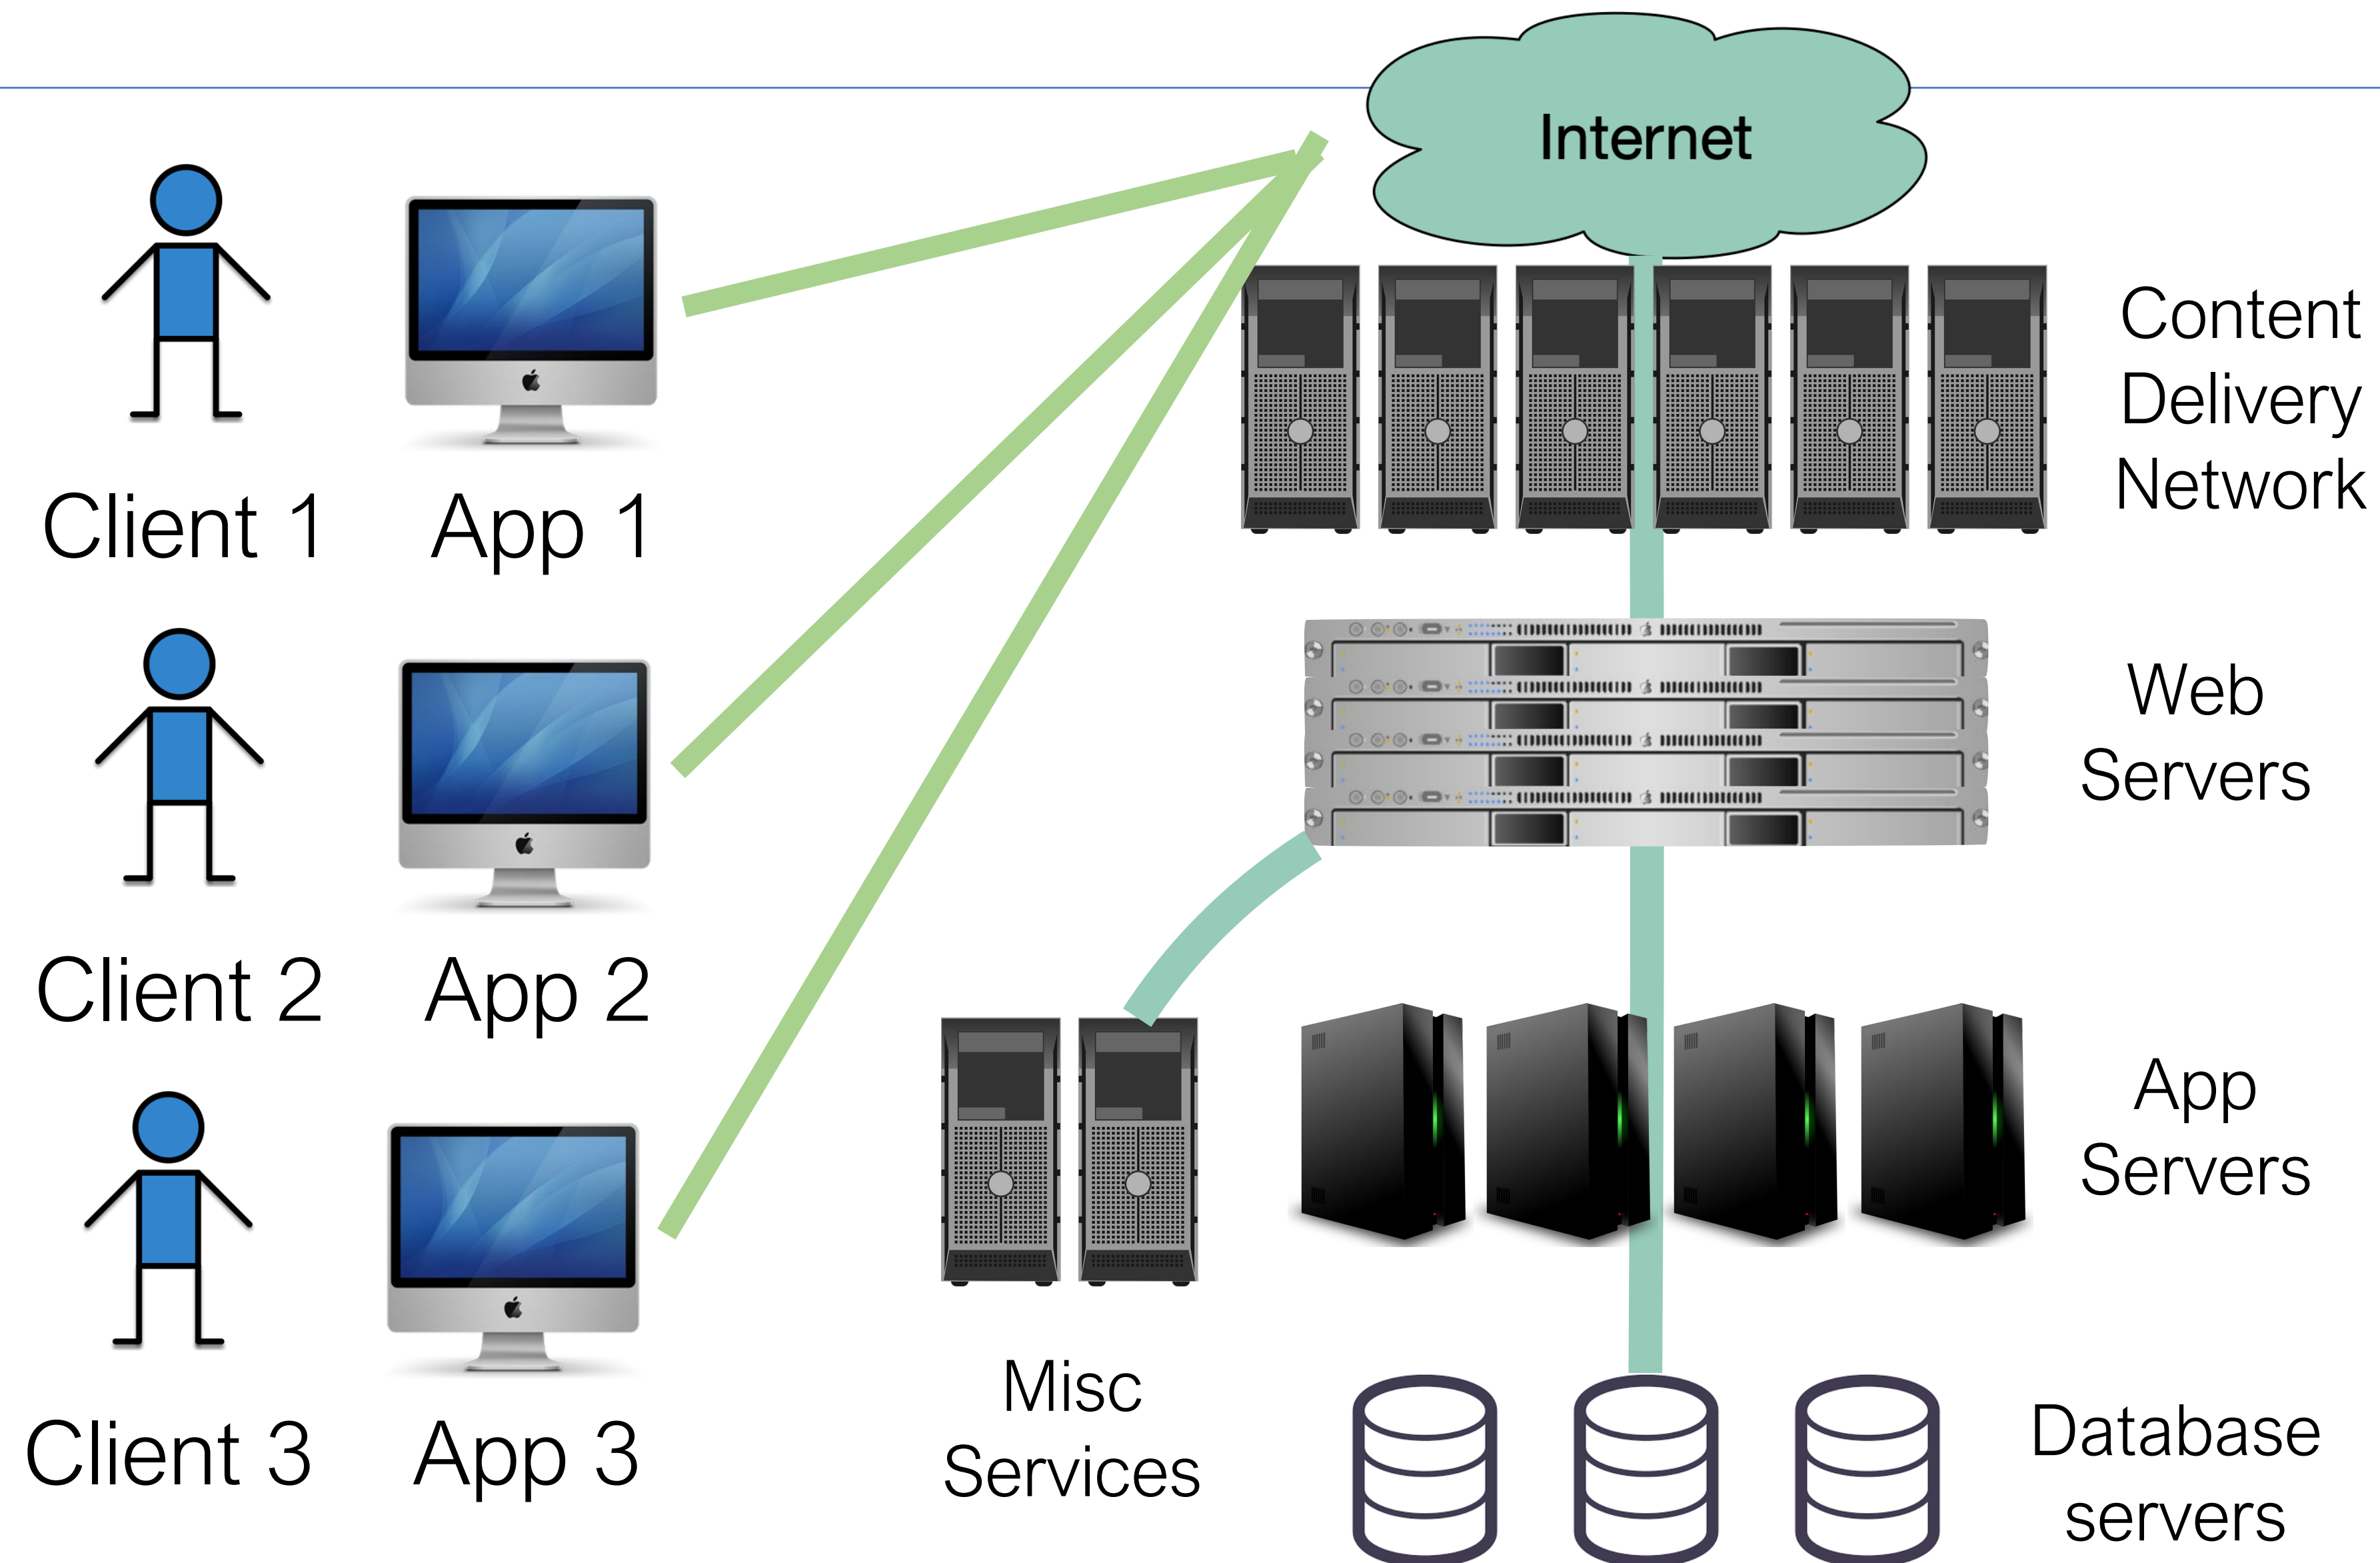 Internet
Content
Delivery
Network
Client 1
App 1
Web
Servers
Client 2
App 2
App
Servers
Misc
Services
Client 3
App 3
Database
servers